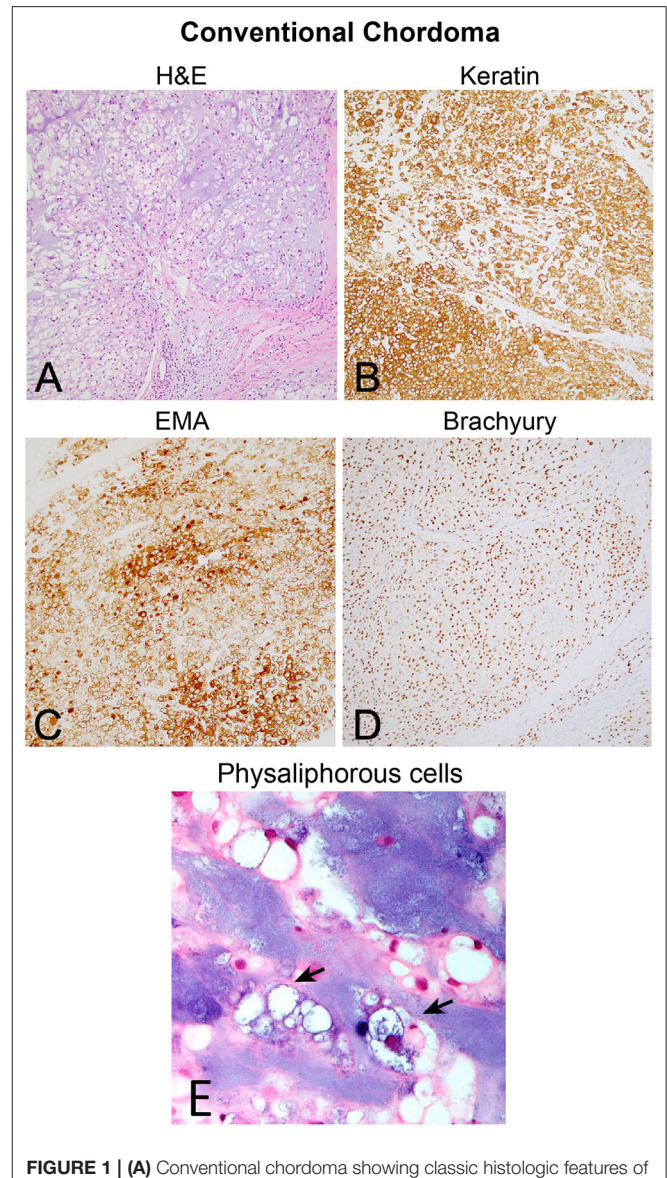 Conventional Chordoma
H&E
Keratin
A
B
EMA
Brachyury
C
D
Physaliphorous cells
E
FIGURE 1 | (A) Conventional chordoma showing classic histologic features of